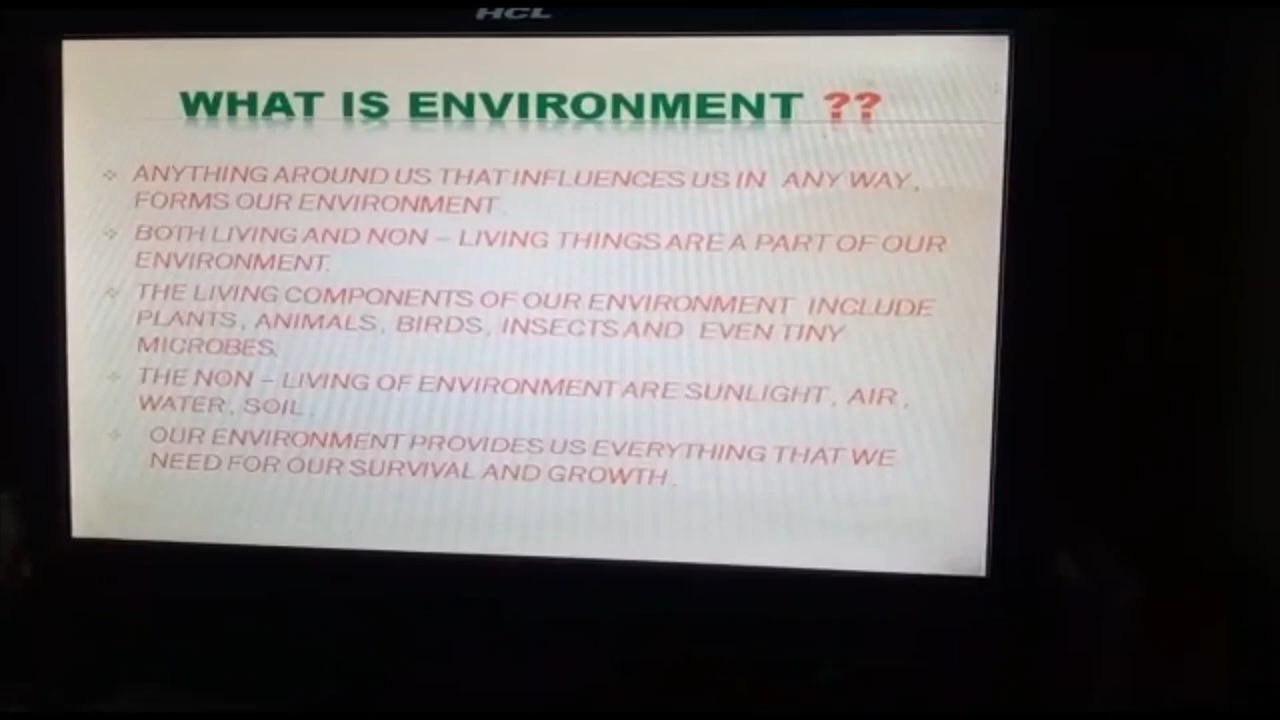 HCL
WHAT IS ENVIRONMENT ??
ANYTHING AROUND US THAT INFLUENCES US IN ANY WAY,
FORMS OUR ENVIRONMENT
BOTH LIVING AND NON – LIVING THINGS ARE A PART OF OUR
ENVIRONMENT.
THE LIVING COMPONENTS OF OUR ENVIRONMENT INCLUDE
PLANTS, ANIMALS, BIRDS, INSECTS AND EVEN TINY
MICROBES.
THE NON – LIVING OF ENVIRONMENT ARE SUNLIGHT, AIR,
WATER, SOIL.
OUR ENVIRONMENT PROVIDES US EVERYTHING THAT WE
NEED FOR OUR SURVIVAL AND GROWTH.